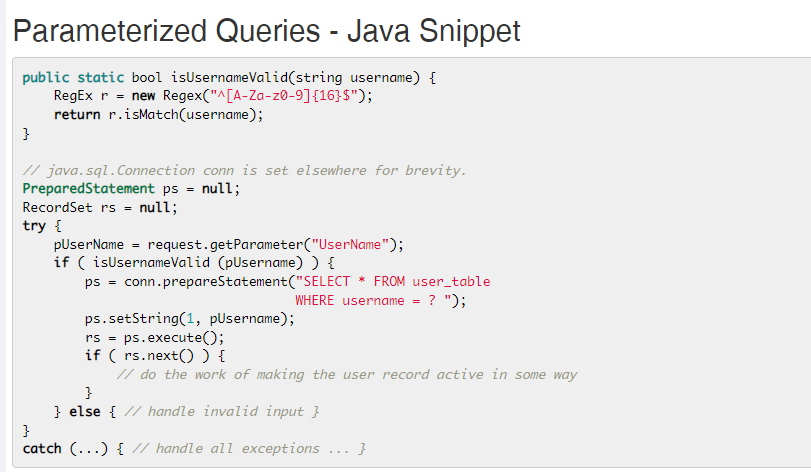 Parameterized Queries - Java Snippet
public static bool isUsernameValid(string username) {
    RegEx r = new Regex("^[A-Za-z0-9]{16}$");
    return r.isMatch(username);
}

// java.sql.Connection conn is set elsewhere for brevity.
PreparedStatement ps = null;
RecordSet rs = null;
try {
    pUserName = request.getParameter("UserName");
    if ( isUsernameValid (pUsername) ) {
        ps = conn.prepareStatement("SELECT * FROM user_table
                                   WHERE username = ? ");
        ps.setString(1, pUsername);
        rs = ps.execute();
        if ( rs.next() ) {
            // do the work of making the user record active in some way
        }
    } else { // handle invalid input }
}
catch (...) { // handle all exceptions ... }